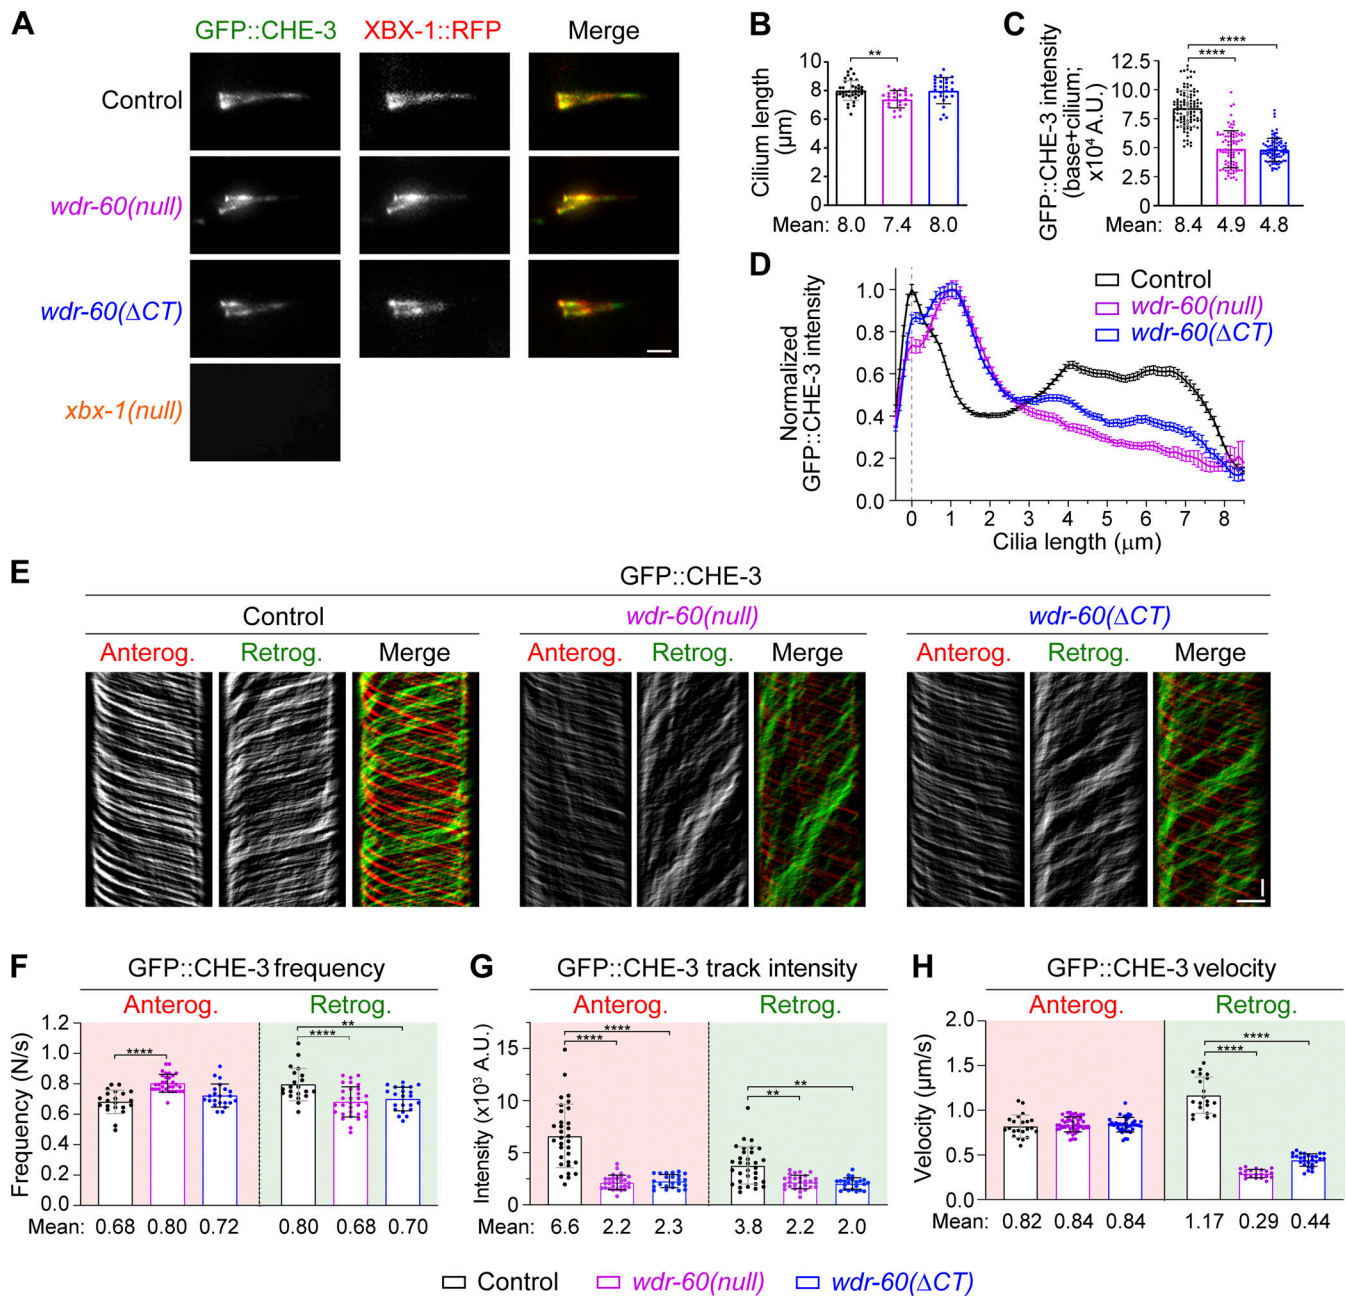 A
GFP::CHE-3
XBX-1::RFP
Merge
Control
wdr-60(null)
wdr-60(ΔCT)
xbx-1(null)
B
Cilium length
(μm)
10
8
6
4
2
0
**
Mean: 8.0 7.4 8.0
C
GFP::CHE-3 intensity
(base+cilium;
x10⁴ A.U.)
12.5
10.0
7.5
5.0
2.5
0
****
****
Mean: 8.4 4.9 4.8
D
Normalized
GFP::CHE-3 intensity
1.0
0.8
0.6
0.4
0.2
0.0
0 1 2 3 4 5 6 7 8
Cilia length (μm)
Control
wdr-60(null)
wdr-60(ΔCT)
E
GFP::CHE-3
Control
wdr-60(null)
wdr-60(ΔCT)
Anterog. Retrog. Merge
Anterog. Retrog. Merge
Anterog. Retrog. Merge
F
GFP::CHE-3 frequency
Anterog. Retrog.
Frequency (N/s)
1.2
1.0
0.8
0.6
0.4
0.2
0.0
****
**
****
Mean: 0.68 0.80 0.72 0.80 0.68 0.70
G
GFP::CHE-3 track intensity
Anterog. Retrog.
Intensity (x10³ A.U.)
15
10
5
0
****
****
**
**
Mean: 6.6 2.2 2.3 3.8 2.2 2.0
H
GFP::CHE-3 velocity
Anterog. Retrog.
Velocity (μm/s)
2.0
1.5
1.0
0.5
0.0
****
****
Mean: 0.82 0.84 0.84 1.17 0.29 0.44
Control wdr-60(null) wdr-60(ΔCT)